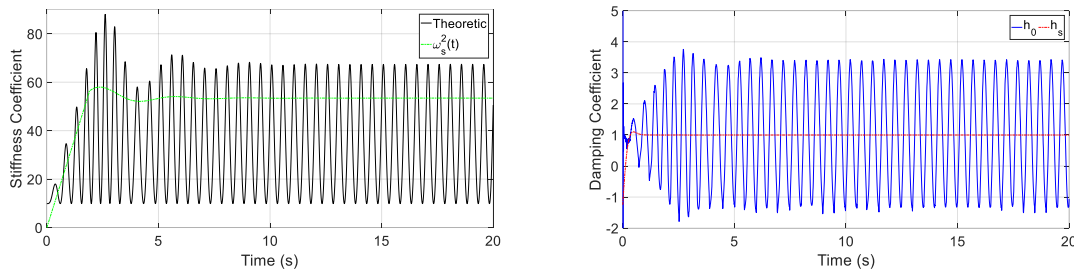 Stiffness Coefficient
80
60
40
20
0
0 5 10 15 20
Time (s)
Theoretic
ω_s^2(t)
Damping Coefficient
5
4
3
2
1
0
-1
-2
0 5 10 15 20
Time (s)
h_0 h_s